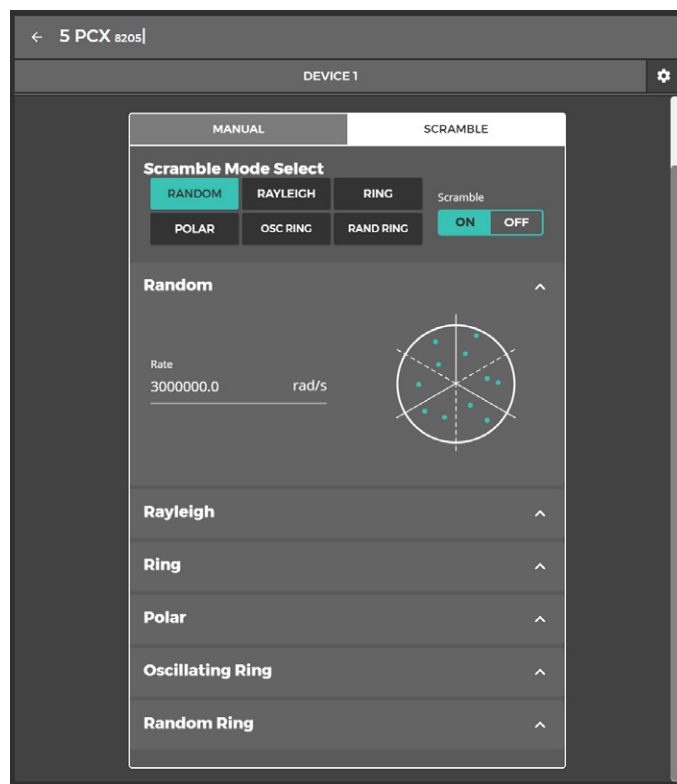 ← 5 PCX 8205|
DEVICE 1
MANUAL SCRAMBLE
Scramble Mode Select
RANDOM RAYLEIGH RING
Scramble
POLAR OSC RING RAND RING
ON OFF
Random
Rate
3000000.0 rad/s
Rayleigh
Ring
Polar
Oscillating Ring
Random Ring